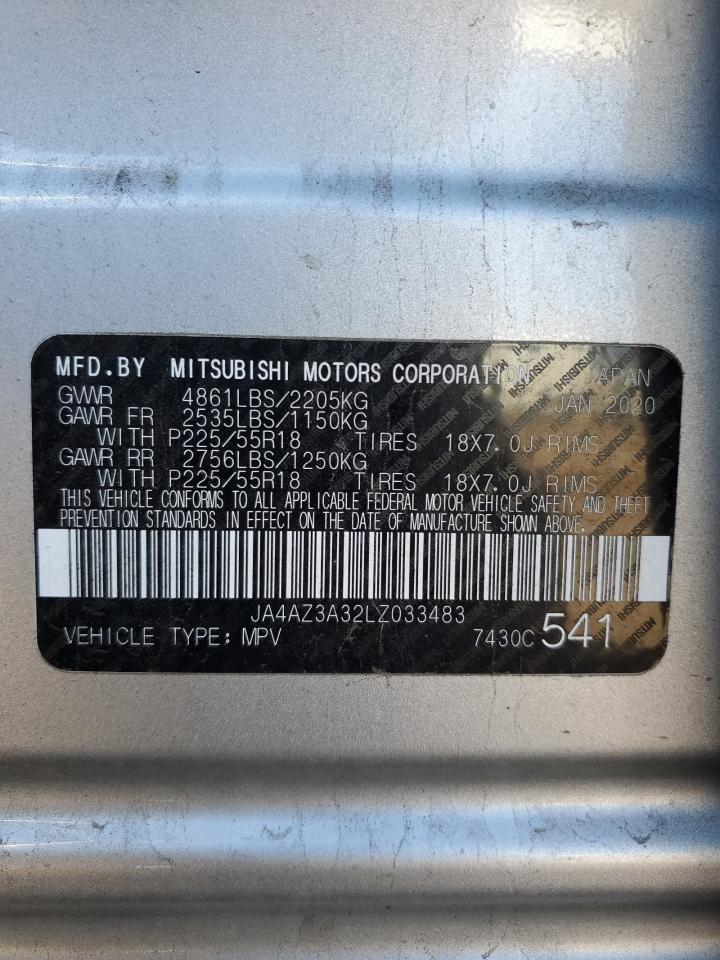 MFD.BY MITSUBISHI MOTORS CORPORATION JAPAN
GVWR 4861LBS/2205KG JAN 2020
GAWR FR 2535LBS/1150KG
WITH P225/55R18 TIRES 18X7.0J RIMS
GAWR RR 2756LBS/1250KG
WITH P225/55R18 TIRES 18X7.0J RIMS
THIS VEHICLE CONFORMS TO ALL APPLICABLE FEDERAL MOTOR VEHICLE SAFETY AND THEFT
PREVENTION STANDARDS IN EFFECT ON THE DATE OF MANUFACTURE SHOWN ABOVE.
JA4AZ3A32LZ033483
VEHICLE TYPE: MPV 7430C 541
MITSUBISHI